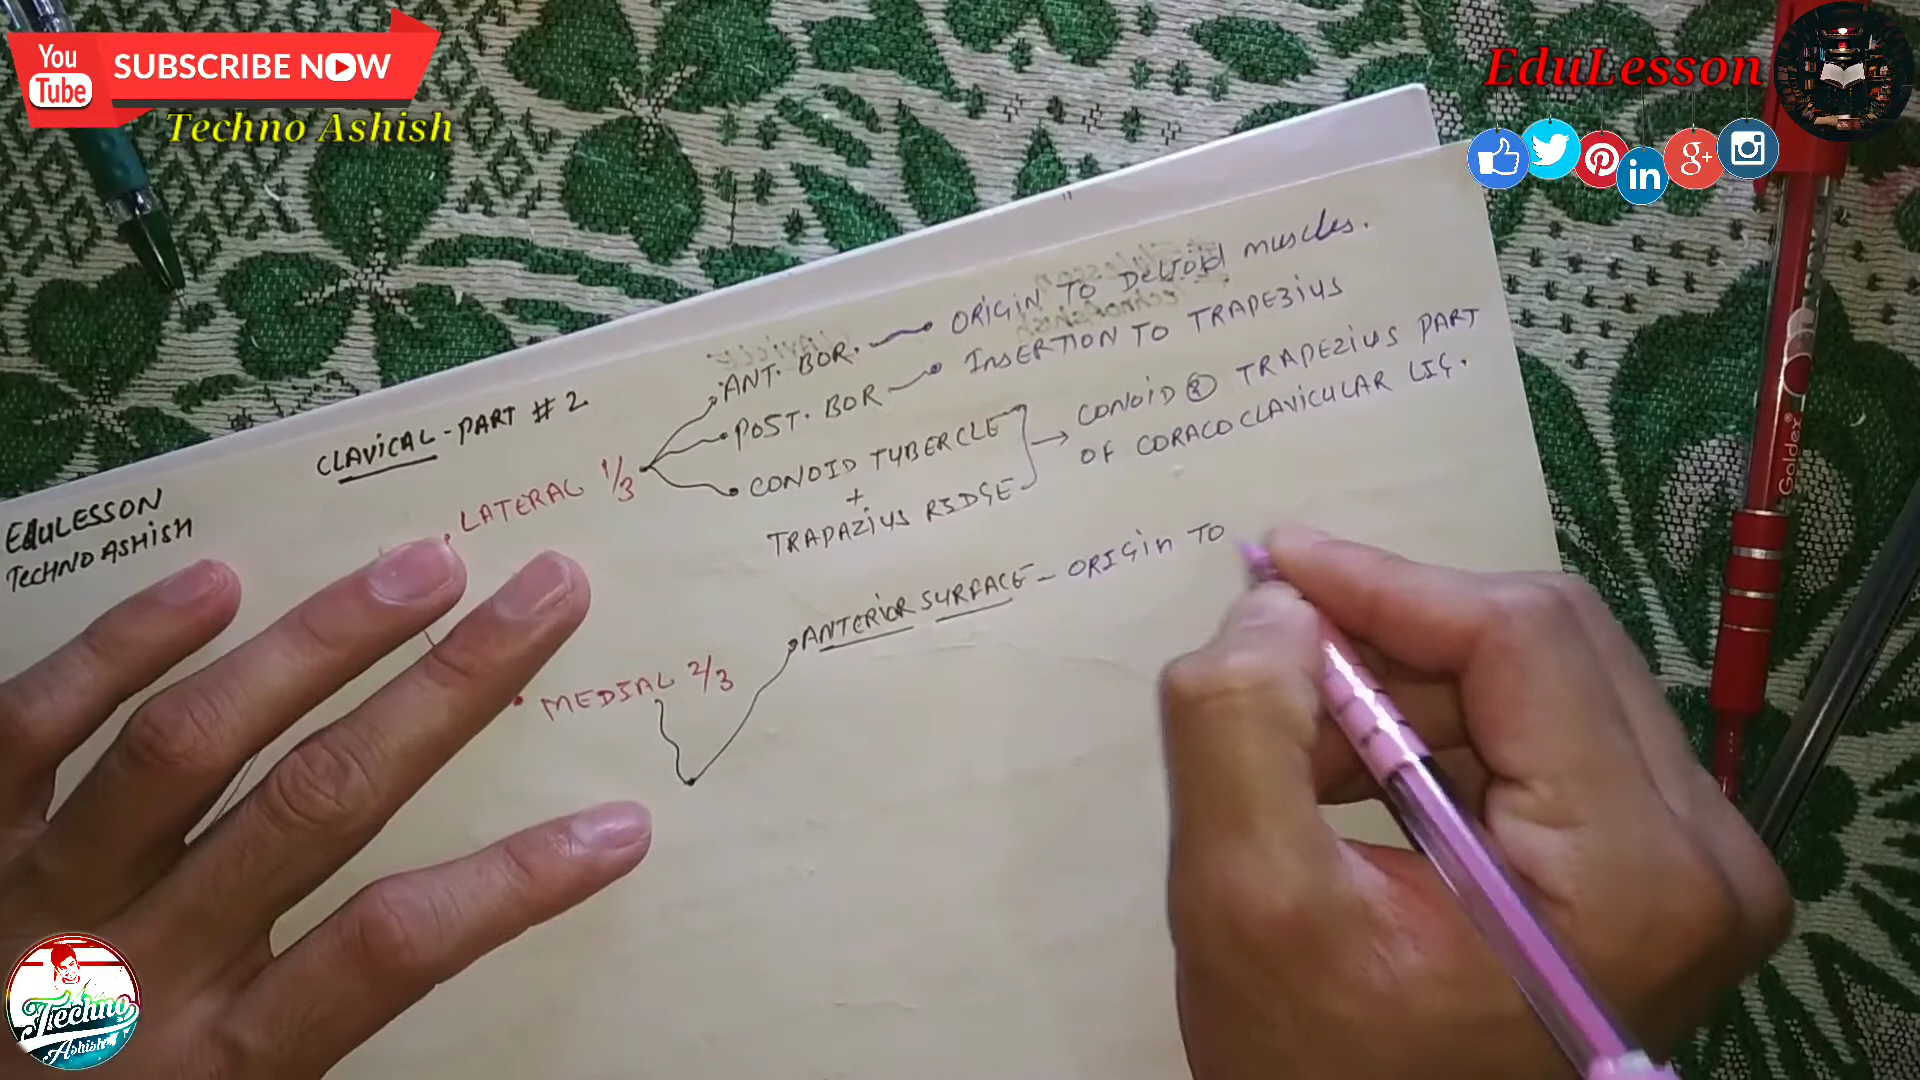 You
Tube
SUBSCRIBE NOW
Techno Ashish
EduLesson
CLAVICAL - PART # 2
EduLESSON
TECHNO ASHISH
LATERAL 1/3
ANT. BOR. ORIGIN TO Deltoid muscles.
POST. BOR INSERTION TO TRAPEZIUS
CONOID TUBERCLE
+
TRAPAZIUS RIDGE
CONOID & TRAPEZIUS PART
OF CORACO CLAVICULAR LIG.
MEDIAL 2/3
ANTERIOR SURFACE - ORIGIN TO
Goldex
Techno
Ashish